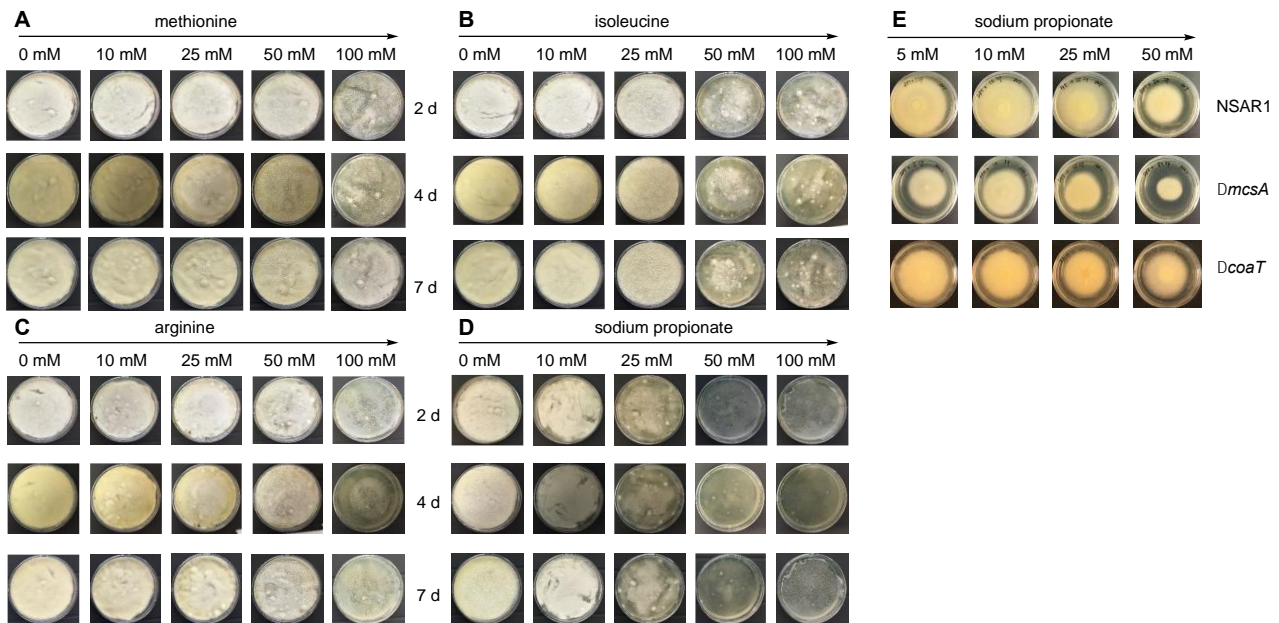 A methionine
0 mM 10 mM 25 mM 50 mM 100 mM
2 d
4 d
7 d
B isoleucine
0 mM 10 mM 25 mM 50 mM 100 mM
C arginine
0 mM 10 mM 25 mM 50 mM 100 mM
2 d
4 d
7 d
D sodium propionate
0 mM 10 mM 25 mM 50 mM 100 mM
E sodium propionate
5 mM 10 mM 25 mM 50 mM
NSAR1
DmcsA
DcoaT